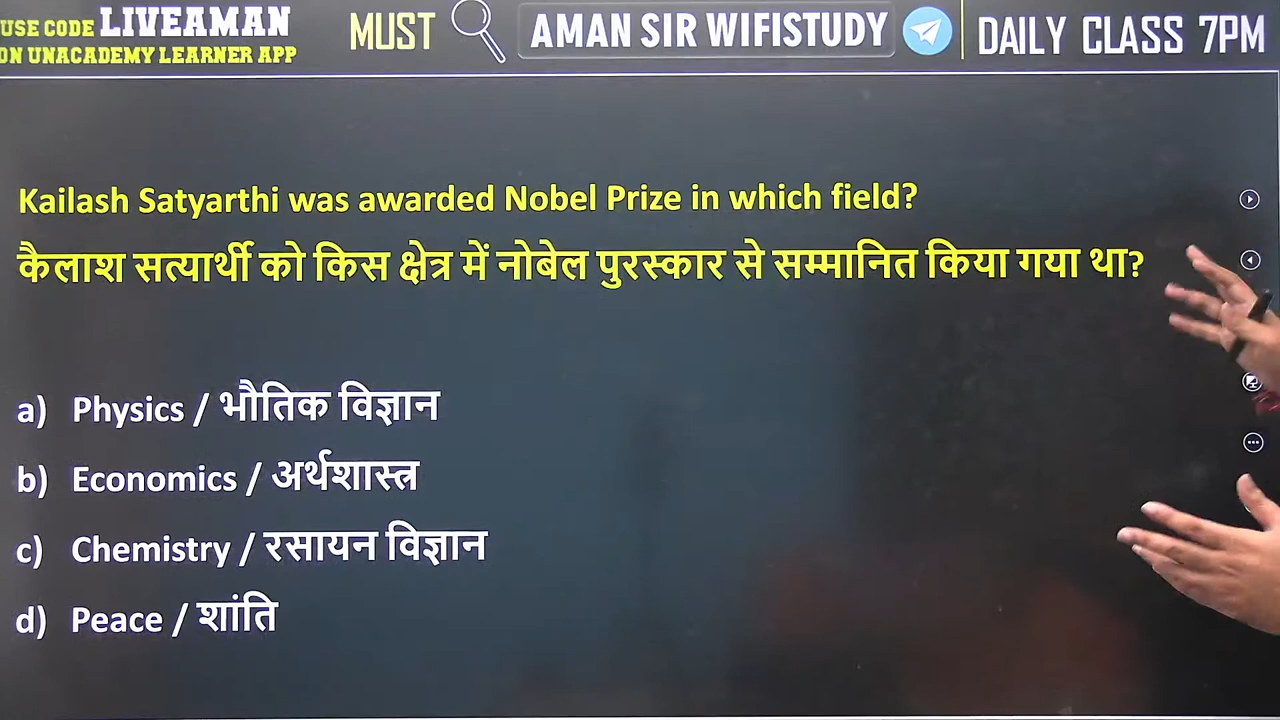 USE CODE LIVEAMAN
ON UNACADEMY LEARNER APP
MUST
AMAN SIR WIFISTUDY
DAILY CLASS 7PM
Kailash Satyarthi was awarded Nobel Prize in which field?
कैलाश सत्यार्थी को किस क्षेत्र में नोबेल पुरस्कार से सम्मानित किया गया था?
a) Physics / भौतिक विज्ञान
b) Economics / अर्थशास्त्र
c) Chemistry / रसायन विज्ञान
d) Peace / शांति